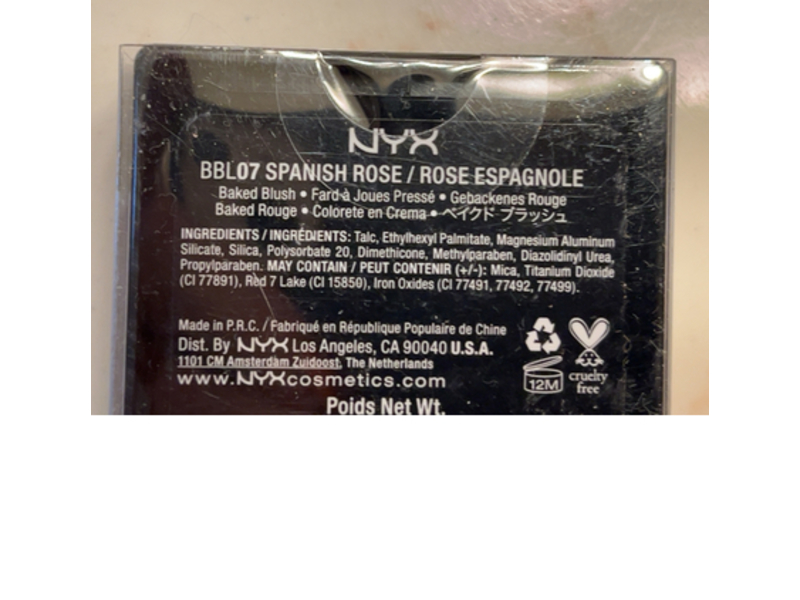 NYX
BBL07 SPANISH ROSE / ROSE ESPAGNOLE
Baked Blush • Fard à Joues Pressé • Gebackenes Rouge
Baked Rouge • Colorete en Crema • ベイクド ブラッシュ
INGREDIENTS / INGRÉDIENTS: Talc, Ethylhexyl Palmitate, Magnesium Aluminum
Silicate, Silica, Polysorbate 20, Dimethicone, Methylparaben, Diazolidinyl Urea,
Propylparaben. MAY CONTAIN / PEUT CONTENIR (+/-): Mica, Titanium Dioxide
(CI 77891), Red 7 Lake (CI 15850), Iron Oxides (CI 77491, 77492, 77499).
Made in P.R.C. / Fabriqué en République Populaire de Chine
Dist. By NYX Los Angeles, CA 90040 U.S.A.
1101 CM Amsterdam Zuidoost, The Netherlands
www.NYXcosmetics.com
12M
cruelty
free
Poids Net Wt.